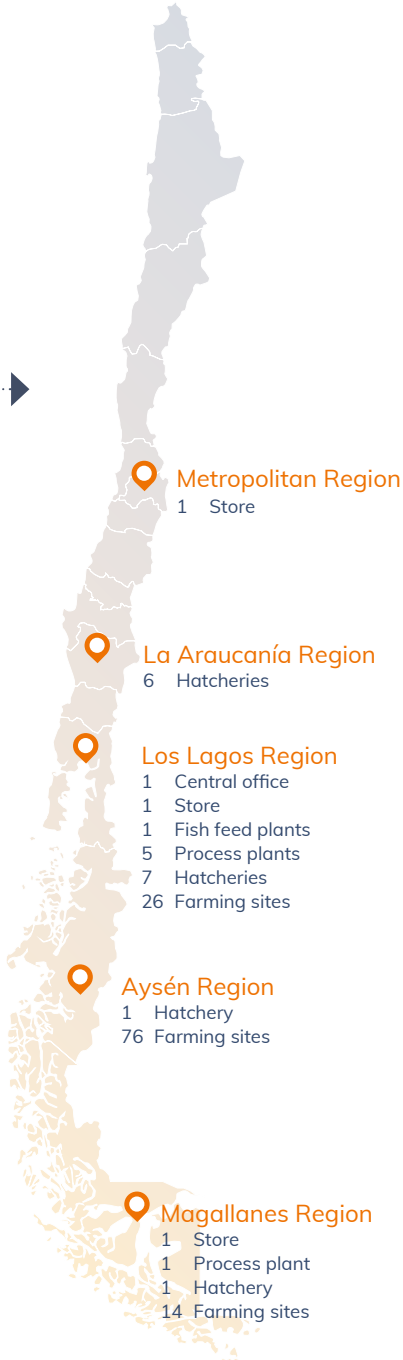 Metropolitan Region
1 Store
La Araucanía Region
6 Hatcheries
Los Lagos Region
1 Central office
1 Store
1 Fish feed plants
5 Process plants
7 Hatcheries
26 Farming sites
Aysén Region
1 Hatchery
76 Farming sites
Magallanes Region
1 Store
1 Process plant
1 Hatchery
14 Farming sites